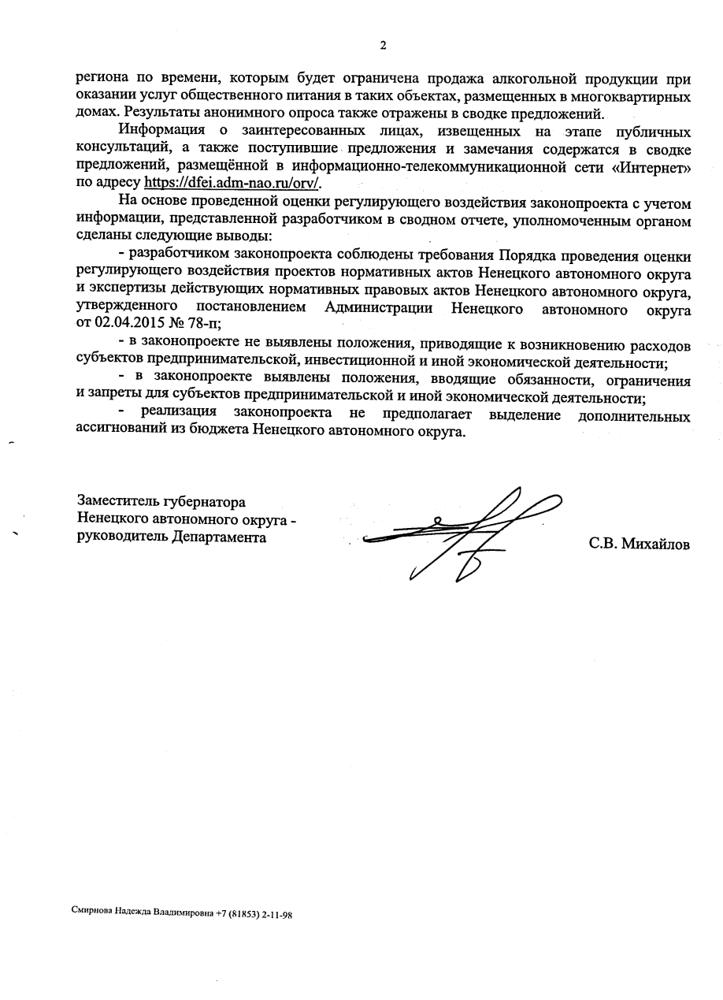 2
региона по времени, которым будет ограничена продажа алкогольной продукции при
оказании услуг общественного питания в таких объектах, размещенных в многоквартирных
домах. Результаты анонимного опроса также отражены в сводке предложений.
Информация о заинтересованных лицах, извещенных на этапе публичных
консультаций, а также поступившие предложения и замечания содержатся в сводке
предложений, размещённой в информационно-телекоммуникационной сети «Интернет»
по адресу https://dfei.adm-nao.ru/orv/.
На основе проведенной оценки регулирующего воздействия законопроекта с учетом
информации, представленной разработчиком в сводном отчете, уполномоченным органом
сделаны следующие выводы:
- разработчиком законопроекта соблюдены требования Порядка проведения оценки
регулирующего воздействия проектов нормативных актов Ненецкого автономного округа
и экспертизы действующих нормативных правовых актов Ненецкого автономного округа,
утвержденного постановлением Администрации Ненецкого автономного округа
от 02.04.2015 № 78-п;
- в законопроекте не выявлены положения, приводящие к возникновению расходов
субъектов предпринимательской, инвестиционной и иной экономической деятельности;
- в законопроекте выявлены положения, вводящие обязанности, ограничения
и запреты для субъектов предпринимательской и иной экономической деятельности;
- реализация законопроекта не предполагает выделение дополнительных
ассигнований из бюджета Ненецкого автономного округа.
Заместитель губернатора
Ненецкого автономного округа -
руководитель Департамента
С.В. Михайлов
Смирнова Надежда Владимировна +7 (81853) 2-11-98